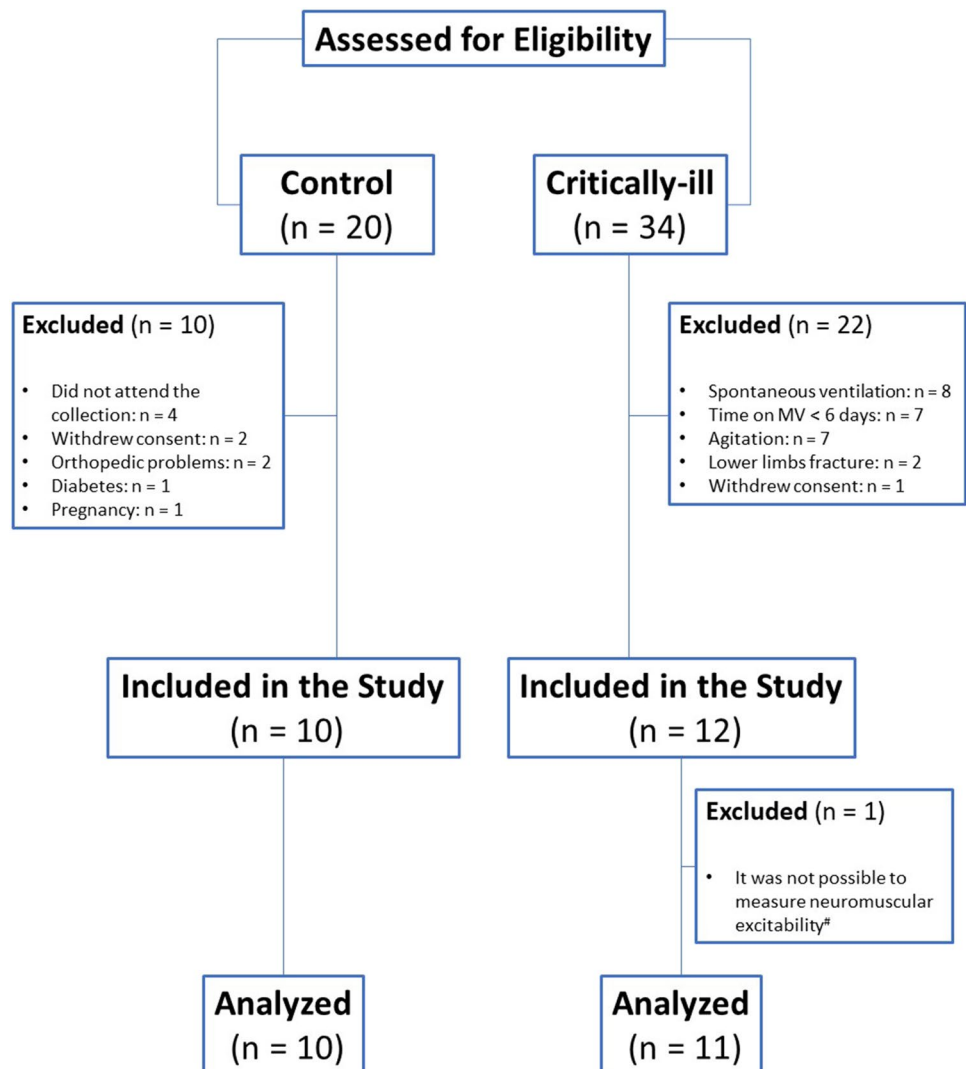 Assessed for Eligibility
Control
(n = 20)
Critically-ill
(n = 34)
Excluded (n = 10)
• Did not attend the
collection: n = 4
• Withdrew consent: n = 2
• Orthopedic problems: n = 2
• Diabetes: n = 1
• Pregnancy: n = 1
Excluded (n = 22)
• Spontaneous ventilation: n = 8
• Time on MV < 6 days: n = 7
• Agitation: n = 7
• Lower limbs fracture: n = 2
• Withdrew consent: n = 1
Included in the Study
(n = 10)
Included in the Study
(n = 12)
Excluded (n = 1)
• It was not possible to
measure neuromuscular
excitability#
Analyzed
(n = 10)
Analyzed
(n = 11)